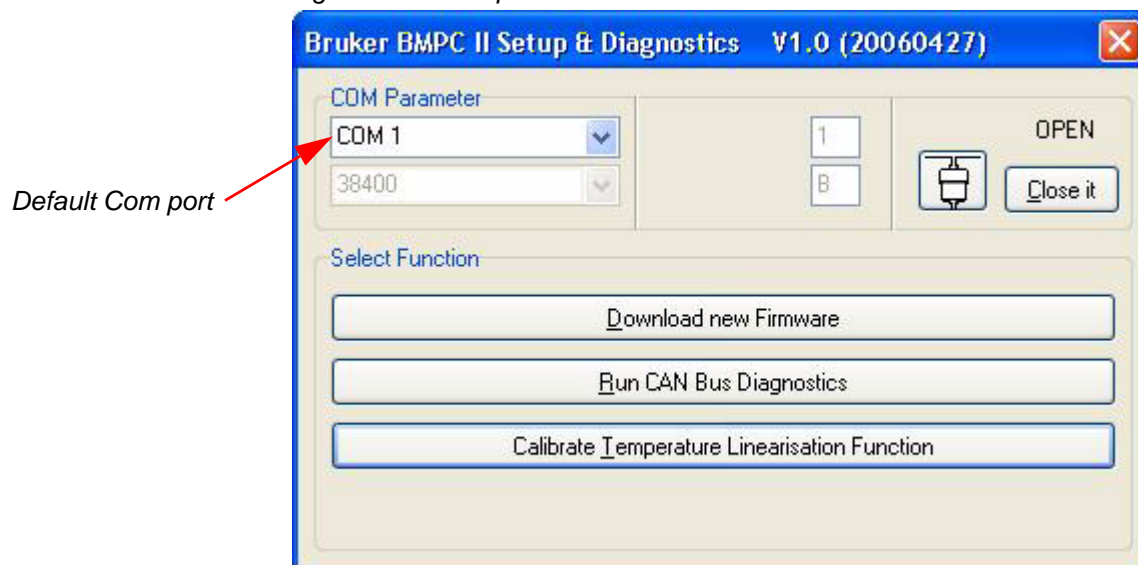 Bruker BMPC II Setup & Diagnostics V1.0 (20060427)
COM Parameter
COM 1
1
OPEN
38400
B
Close it
Default Com port
Select Function
Download new Firmware
Run CAN Bus Diagnostics
Calibrate Temperature Linearisation Function